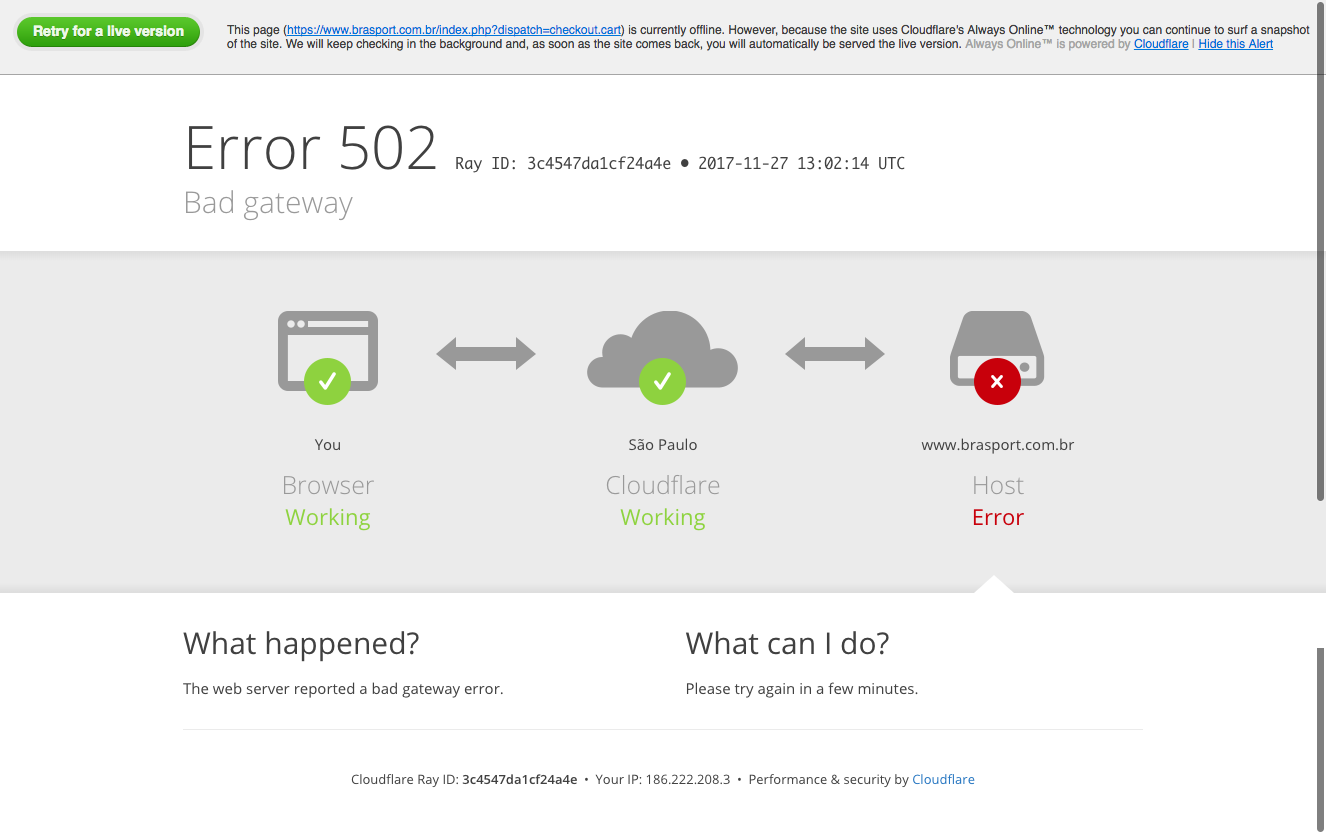 Retry for a live version
This page (https://www.brasport.com.br/index.php?dispatch=checkout.cart) is currently offline. However, because the site uses Cloudflare's Always Online™ technology you can continue to surf a snapshot
of the site. We will keep checking in the background and, as soon as the site comes back, you will automatically be served the live version. Always Online™ is powered by Cloudflare | Hide this Alert
Error 502 Ray ID: 3c4547da1cf24a4e • 2017-11-27 13:02:14 UTC
Bad gateway
You
São Paulo
www.brasport.com.br
Browser
Cloudflare
Host
Working
Working
Error
What happened?
The web server reported a bad gateway error.
What can I do?
Please try again in a few minutes.
Cloudflare Ray ID: 3c4547da1cf24a4e • Your IP: 186.222.208.3 • Performance & security by Cloudflare